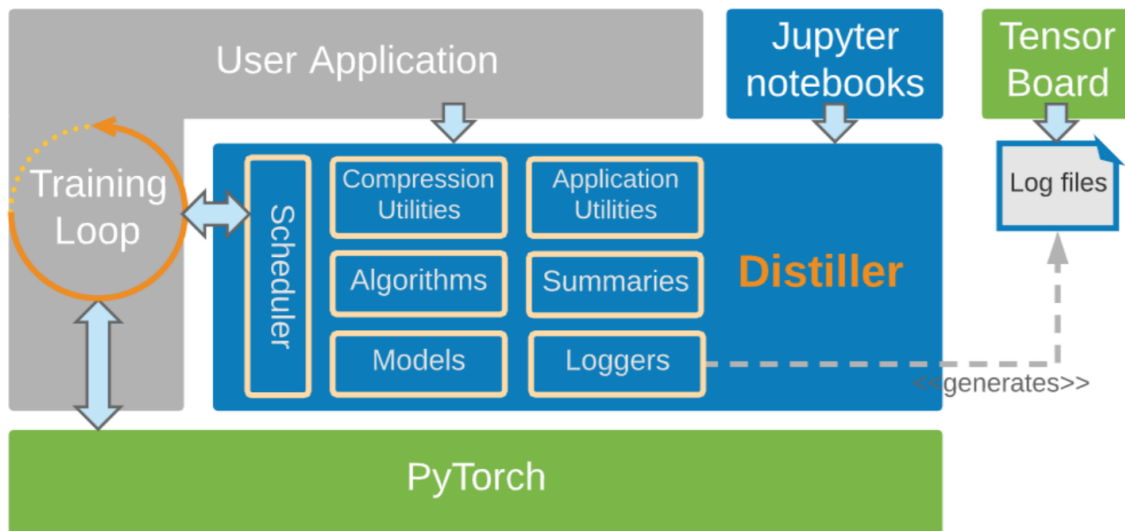 User Application
Jupyter
notebooks
Tensor
Board
Training
Loop
Scheduler
Compression
Utilities
Application
Utilities
Algorithms
Summaries
Models
Loggers
Distiller
Log files
<<generates>>
PyTorch